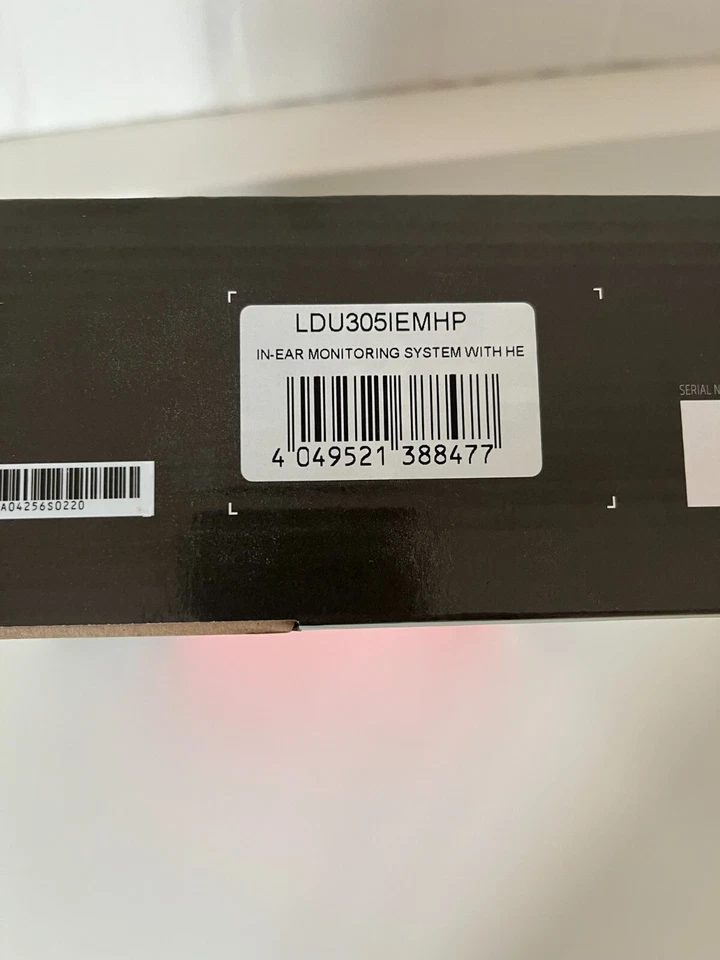 LDU305IEMHP
IN-EAR MONITORING SYSTEM WITH HE
4 049521 388477
A04256S0220
SERIAL N